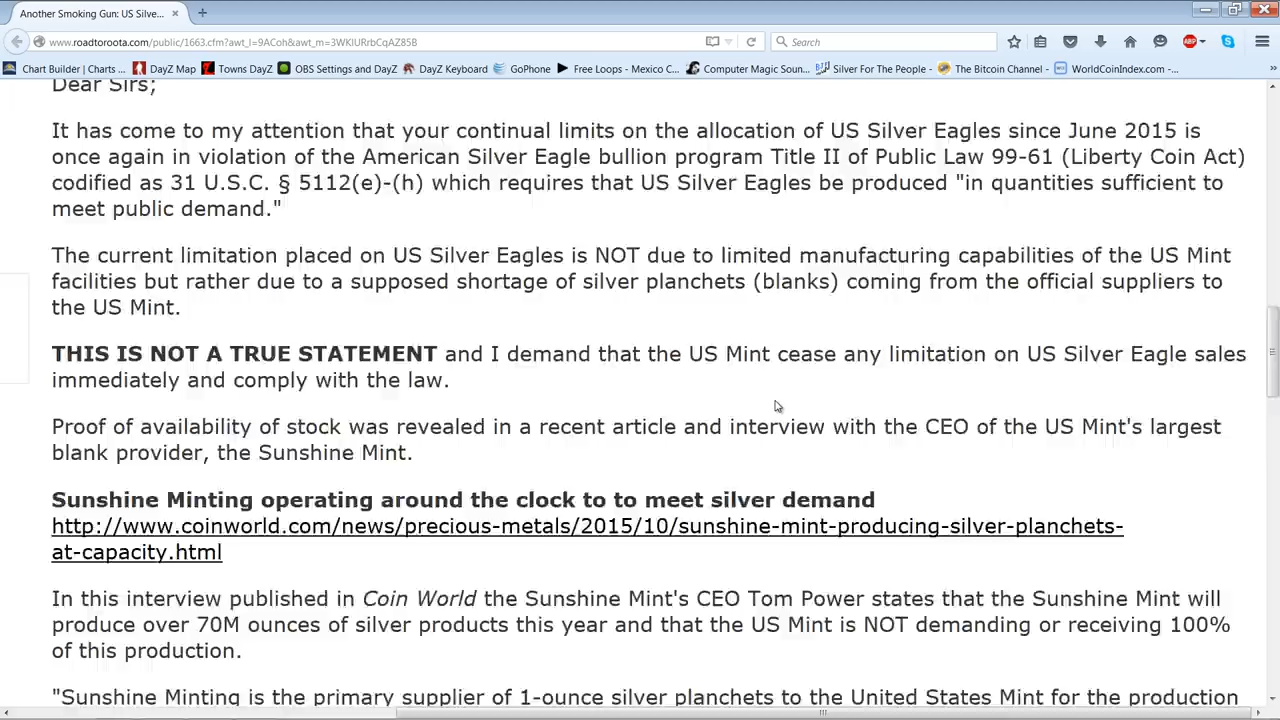 Another Smoking Gun: US Silve...
www.roadtoroota.com/public/1663.cfm?awt_l=9ACoh&awt_m=3WKlURrbCqAZ85B
Search
Chart Builder | Charts ... DayZ Map Towns DayZ OBS Settings and DayZ DayZ Keyboard GoPhone Free Loops - Mexico C... Computer Magic Soun... Silver For The People - The Bitcoin Channel - WorldCoinIndex.com -...
Dear Sirs;
It has come to my attention that your continual limits on the allocation of US Silver Eagles since June 2015 is
once again in violation of the American Silver Eagle bullion program Title II of Public Law 99-61 (Liberty Coin Act)
codified as 31 U.S.C. § 5112(e)-(h) which requires that US Silver Eagles be produced "in quantities sufficient to
meet public demand."
The current limitation placed on US Silver Eagles is NOT due to limited manufacturing capabilities of the US Mint
facilities but rather due to a supposed shortage of silver planchets (blanks) coming from the official suppliers to
the US Mint.
THIS IS NOT A TRUE STATEMENT and I demand that the US Mint cease any limitation on US Silver Eagle sales
immediately and comply with the law.
Proof of availability of stock was revealed in a recent article and interview with the CEO of the US Mint's largest
blank provider, the Sunshine Mint.
Sunshine Minting operating around the clock to to meet silver demand
http://www.coinworld.com/news/precious-metals/2015/10/sunshine-mint-producing-silver-planchets-
at-capacity.html
In this interview published in Coin World the Sunshine Mint's CEO Tom Power states that the Sunshine Mint will
produce over 70M ounces of silver products this year and that the US Mint is NOT demanding or receiving 100%
of this production.
"Sunshine Minting is the primary supplier of 1-ounce silver planchets to the United States Mint for the production